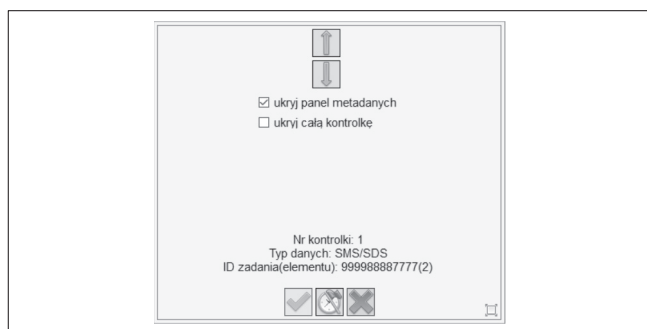 ukryj panel metadanych
ukryj całą kontrolkę
Nr kontrolki: 1
Typ danych: SMS/SDS
ID zadania(elementu): 999988887777(2)